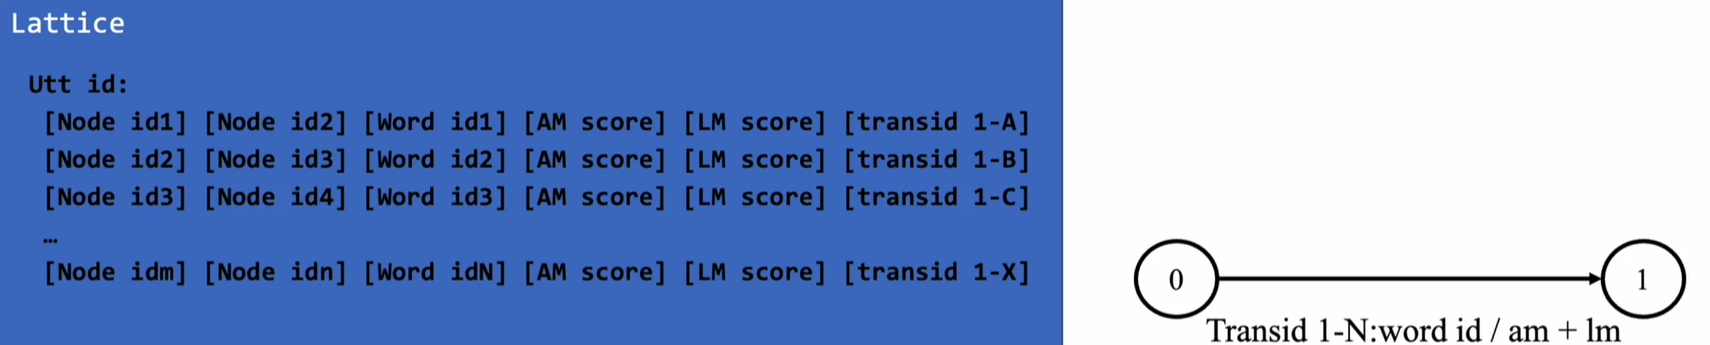 Lattice
Utt id:
[Node id1] [Node id2] [Word id1] [AM score] [LM score] [transid 1-A]
[Node id2] [Node id3] [Word id2] [AM score] [LM score] [transid 1-B]
[Node id3] [Node id4] [Word id3] [AM score] [LM score] [transid 1-C]
…
[Node idm] [Node idn] [Word idN] [AM score] [LM score] [transid 1-X]
0
1
Transid 1-N:word id / am + lm